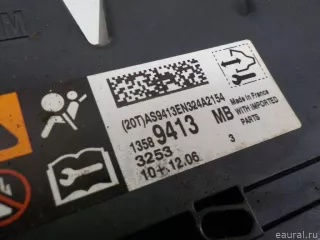 (20T)AS9413EN324A2154
1358 9413 MB
Made in France
WITH IMPORTED
PARTS
3253
3
10 12.06
eaural.ru